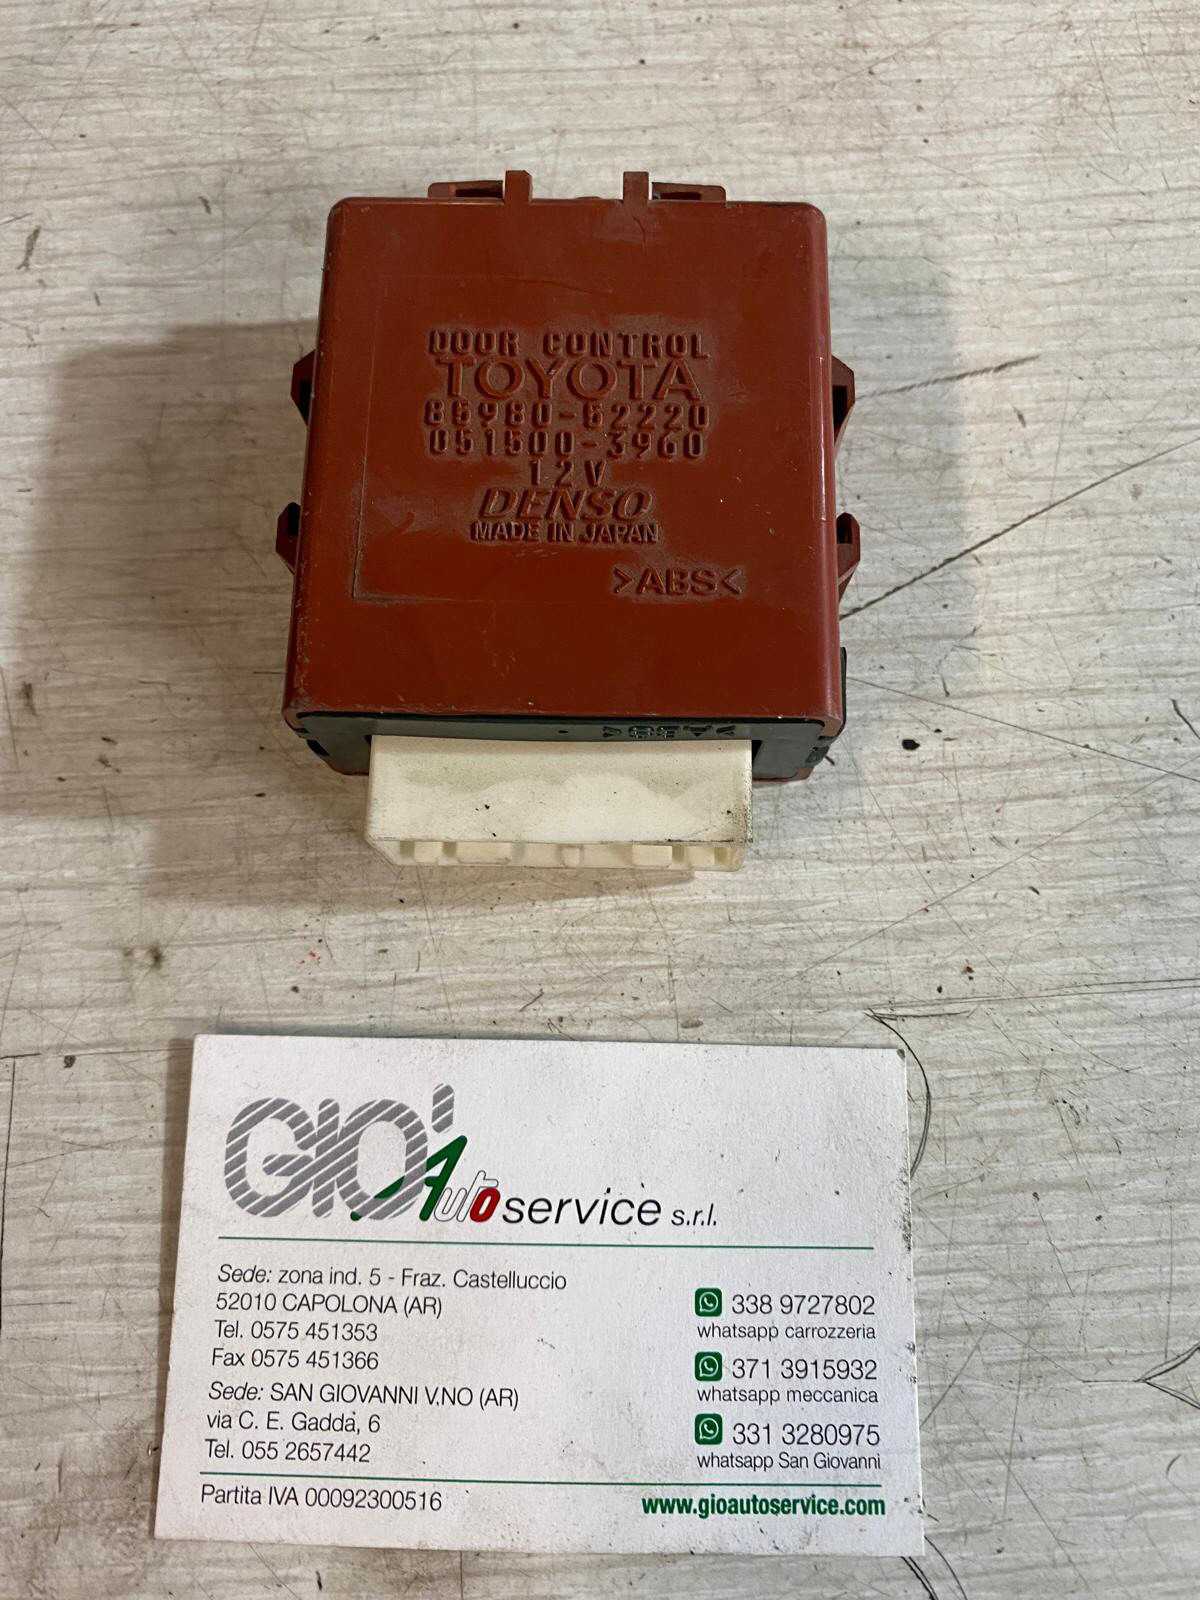 DOOR CONTROL
TOYOTA
85980-52220
051500-3960
12V
DENSO
MADE IN JAPAN
>ABS<
>ABS<
GIO' Autoservice s.r.l.
Sede: zona ind. 5 - Fraz. Castelluccio
52010 CAPOLONA (AR)
Tel. 0575 451353
Fax 0575 451366
Sede: SAN GIOVANNI V.NO (AR)
via C. E. Gadda, 6
Tel. 055 2657442
338 9727802
whatsapp carrozzeria
371 3915932
whatsapp meccanica
331 3280975
whatsapp San Giovanni
Partita IVA 00092300516
www.gioautoservice.com